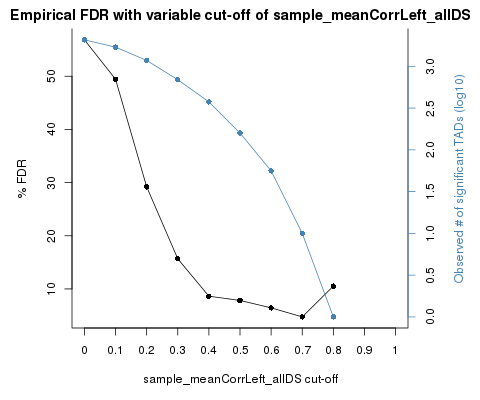 Empirical FDR with variable cut-off of sample_meanCorrLeft_allDS
% FDR
50
40
30
20
10
3.0
2.5
2.0
1.5
1.0
0.5
0.0
Observed # of significant TADs (log10)
0 0.1 0.2 0.3 0.4 0.5 0.6 0.7 0.8 0.9 1
sample_meanCorrLeft_allDS cut-off